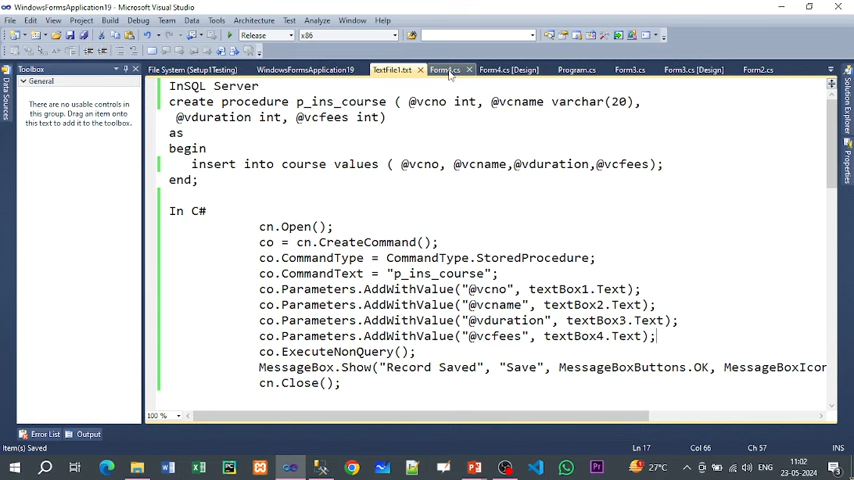 WindowsFormsApplication19 - Microsoft Visual Studio
File Edit View Project Build Debug Team Data Tools Architecture Test Analyze Window Help
Release x86
Toolbox
File System (Setup1Testing) WindowsFormsApplication19 TextFile1.txt Form4.cs Form4.cs [Design] Program.cs Form3.cs Form3.cs [Design] Form2.cs
General
There are no usable controls in this group. Drag an item onto this text to add it to the toolbox.
Data Sources
Solution Explorer
Properties
InSQL Server
create procedure p_ins_course ( @vcno int, @vcname varchar(20),
@vduration int, @vcfees int)
as
begin
insert into course values ( @vcno, @vcname,@vduration,@vcfees);
end;
In C#
cn.Open();
co = cn.CreateCommand();
co.CommandType = CommandType.StoredProcedure;
co.CommandText = "p_ins_course";
co.Parameters.AddWithValue("@vcno", textBox1.Text);
co.Parameters.AddWithValue("@vcname", textBox2.Text);
co.Parameters.AddWithValue("@vduration", textBox3.Text);
co.Parameters.AddWithValue("@vcfees", textBox4.Text);
co.ExecuteNonQuery();
MessageBox.Show("Record Saved", "Save", MessageBoxButtons.OK, MessageBoxIcon
cn.Close();
100 %
Error List Output
Item(s) Saved Ln 17 Col 66 Ch 57 INS
27°C ENG 11:02
23-05-2024